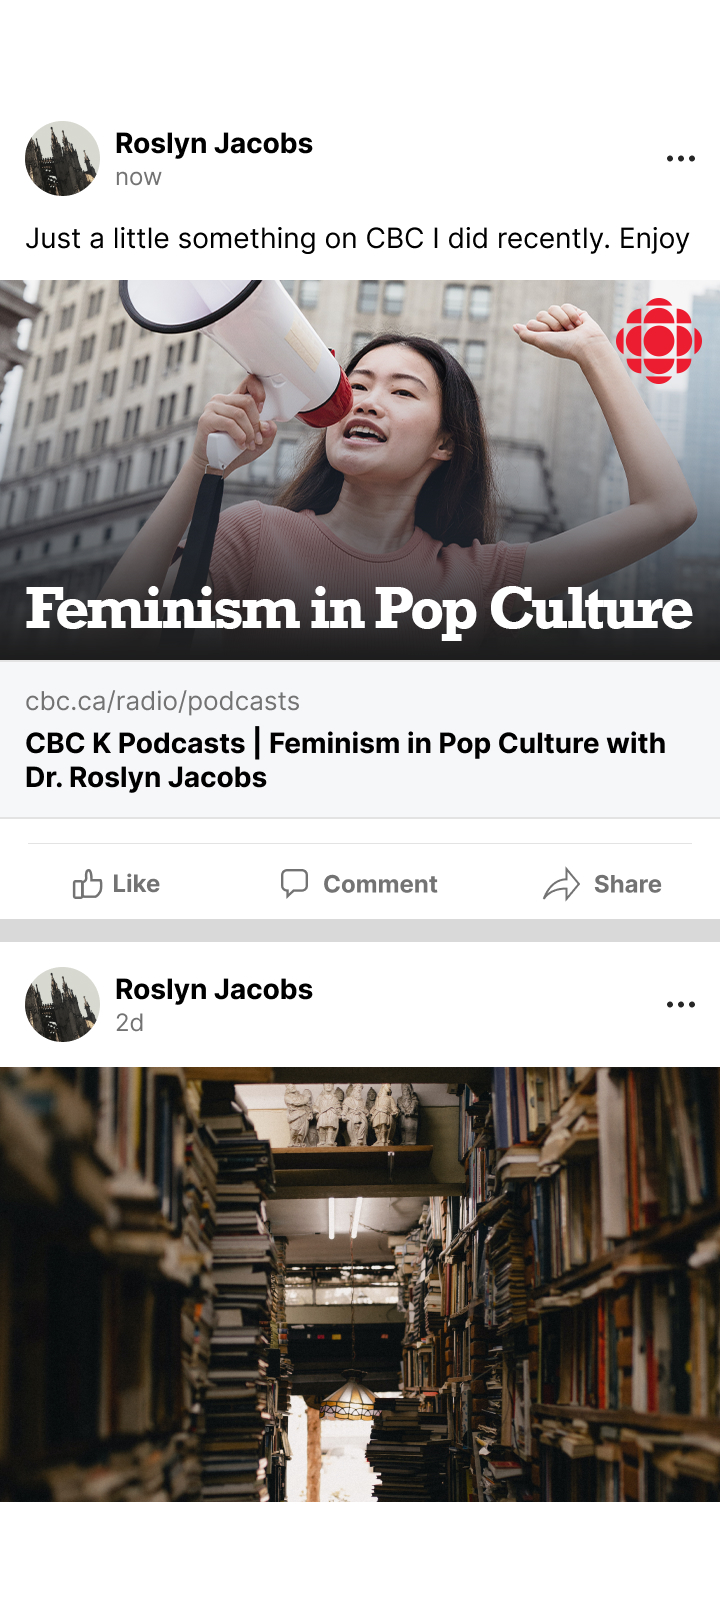 Roslyn Jacobs
now
Just a little something on CBC I did recently. Enjoy
Feminism in Pop Culture
cbc.ca/radio/podcasts
CBC K Podcasts | Feminism in Pop Culture with
Dr. Roslyn Jacobs
Like Comment Share
Roslyn Jacobs
2d